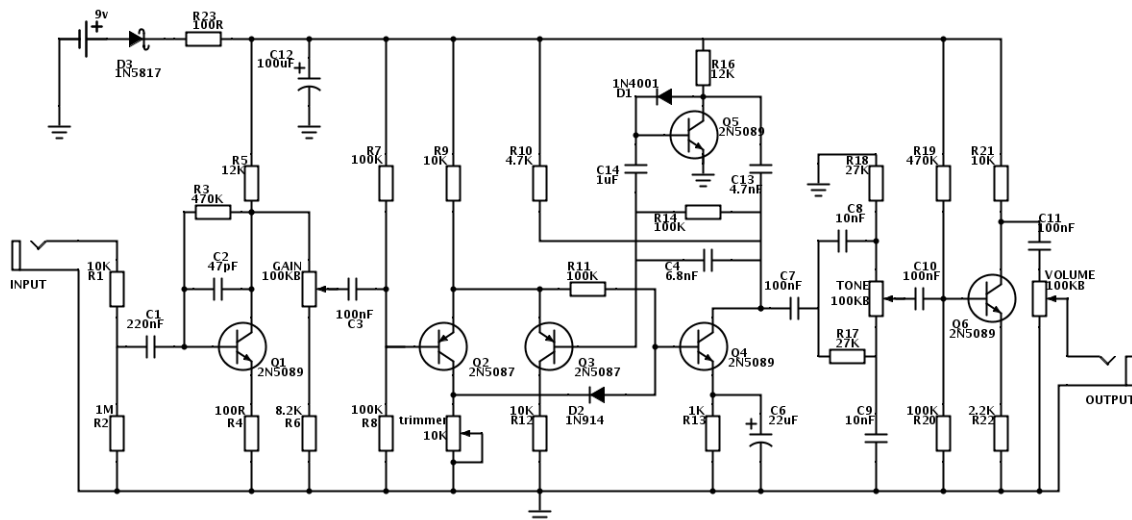 9v
+
R23
100R
D3
1N5817
C12
100uF
+
R16
12K
1N4001
D1
Q5
2N5089
R5
12K
R7
100K
R9
10K
R10
4.7K
C14
1uF
C13
4.7nF
R18
27K
R19
470K
R21
10K
R3
470K
R14
100K
C8
10nF
C11
100nF
INPUT
10K
R1
C2
47pF
GAIN
100KB
C4
6.8nF
R11
100K
C7
100nF
TONE
100KB
C10
100nF
VOLUME
100KB
C1
220nF
100nF
C3
Q1
2N5089
Q2
2N5087
Q3
2N5087
Q4
2N5089
R17
27K
Q6
2N5089
1M
R2
100R
R4
8.2K
R6
100K
R8
trimmer
10K
10K
R12
D2
1N914
1K
R13
+
C6
22uF
C9
10nF
100K
R20
2.2K
R22
OUTPUT